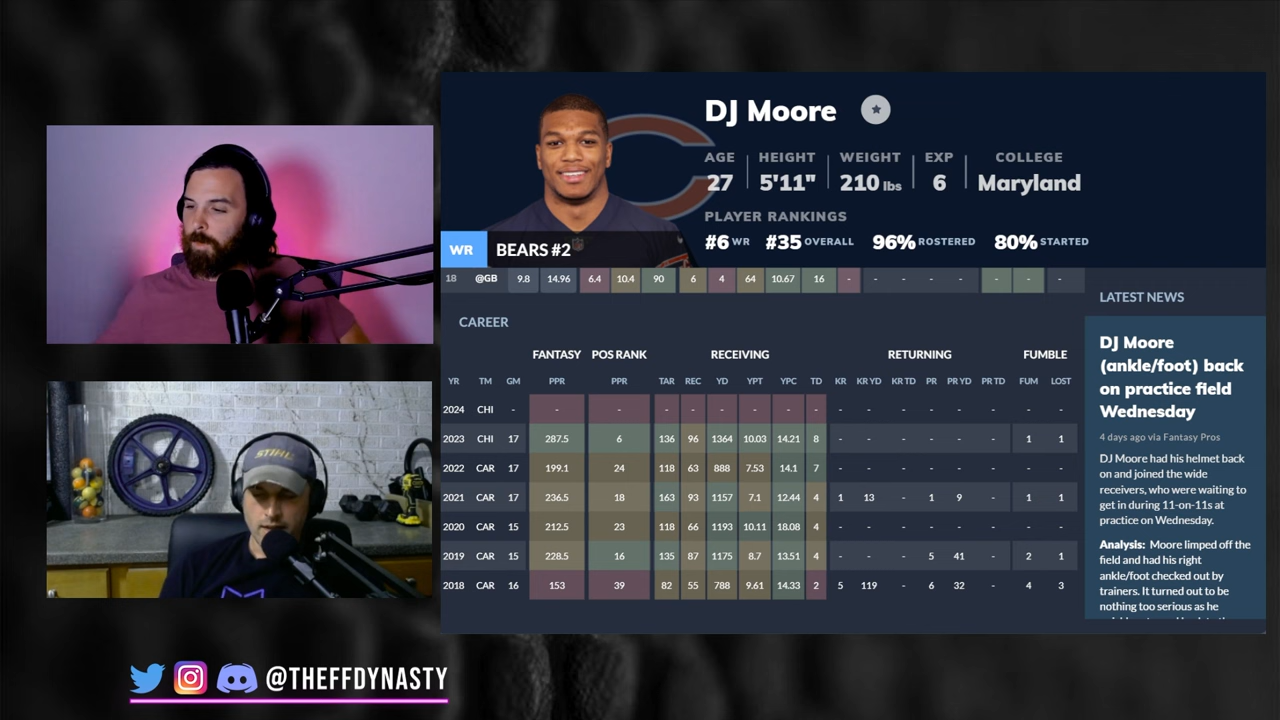 DJ Moore
AGE HEIGHT WEIGHT EXP COLLEGE
27 5'11" 210 lbs 6 Maryland
PLAYER RANKINGS
#6 WR #35 OVERALL 96% ROSTERED 80% STARTED
WR BEARS #2
18 @GB 9.8 14.96 6.4 10.4 90 6 4 64 10.67 16 - - - - - - - -
CAREER
FANTASY POS RANK RECEIVING RETURNING FUMBLE
YR TM GM PPR PPR TAR REC YD YPT YPC TD KR KR YD KR TD PR PR YD PR TD FUM LOST
2024 CHI - - - - - - - - - - - - - - - - -
2023 CHI 17 287.5 6 136 96 1364 10.03 14.21 8 - - - - - - 1 1
2022 CAR 17 199.1 24 118 63 888 7.53 14.1 7 - - - - - - - -
2021 CAR 17 236.5 18 163 93 1157 7.1 12.44 4 1 13 - 1 9 - 1 1
2020 CAR 15 212.5 23 118 66 1193 10.11 18.08 4 - - - - - - - -
2019 CAR 15 228.5 16 135 87 1175 8.7 13.51 4 - - - 5 41 - 2 1
2018 CAR 16 153 39 82 55 788 9.61 14.33 2 5 119 - 6 32 - 4 3
LATEST NEWS
DJ Moore
(ankle/foot) back
on practice field
Wednesday
4 days ago via Fantasy Pros
DJ Moore had his helmet back
on and joined the wide
receivers, who were waiting to
get in during 11-on-11s at
practice on Wednesday.
Analysis: Moore limped off the
field and had his right
ankle/foot checked out by
trainers. It turned out to be
nothing too serious as he
STIHL
@THEFFDYNASTY